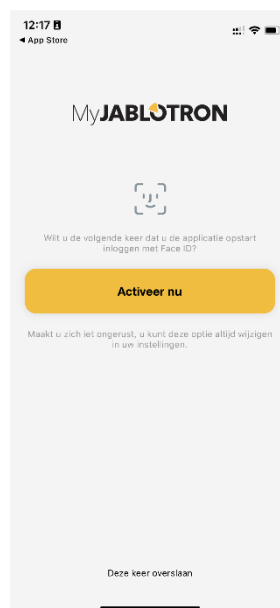 12:17
◀ App Store
MyJABLOTRON
Wilt u de volgende keer dat u de applicatie opstart
inloggen met Face ID?
Activeer nu
Maakt u zich iet ongerust, u kunt deze optie altijd wijzigen
in uw instellingen.
Deze keer overslaan